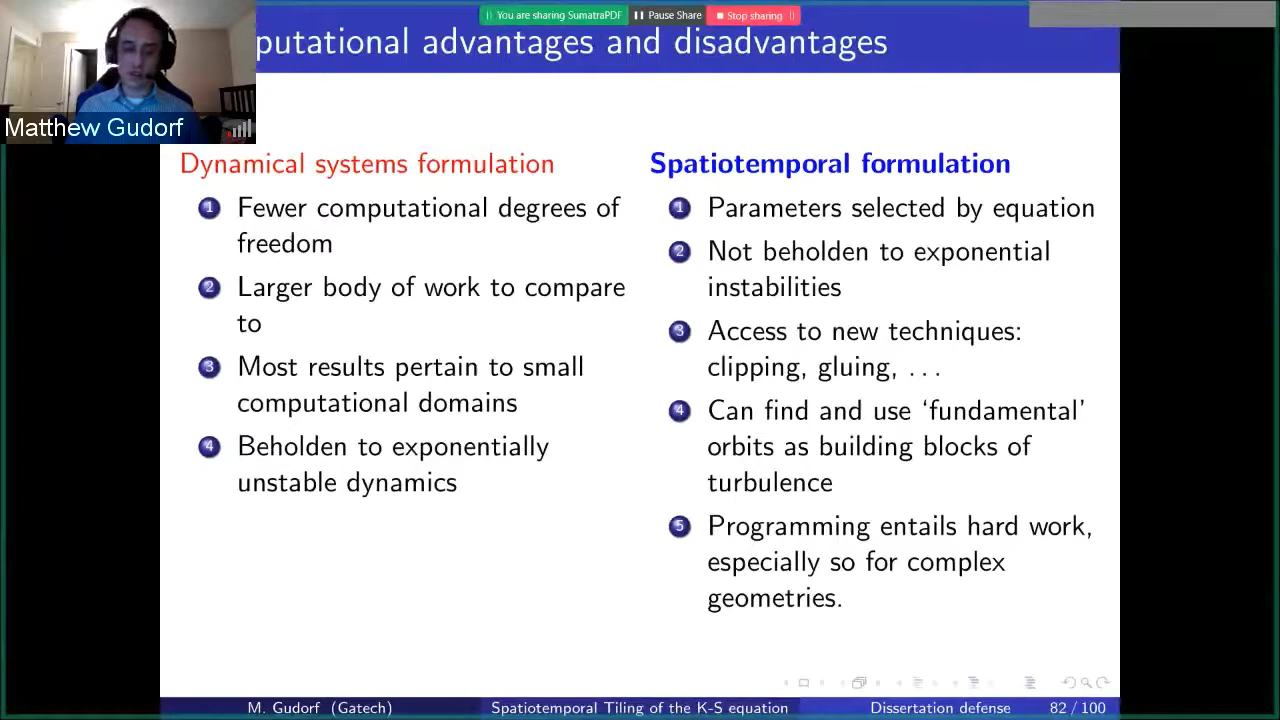 You are sharing SumatraPDF
Pause Share
Stop sharing
putational advantages and disadvantages
Matthew Gudorf
Dynamical systems formulation
1 Fewer computational degrees of
freedom
2 Larger body of work to compare
to
3 Most results pertain to small
computational domains
4 Beholden to exponentially
unstable dynamics
Spatiotemporal formulation
1 Parameters selected by equation
2 Not beholden to exponential
instabilities
3 Access to new techniques:
clipping, gluing, . . .
4 Can find and use ‘fundamental’
orbits as building blocks of
turbulence
5 Programming entails hard work,
especially so for complex
geometries.
M. Gudorf (Gatech)
Spatiotemporal Tiling of the K-S equation
Dissertation defense
82 / 100